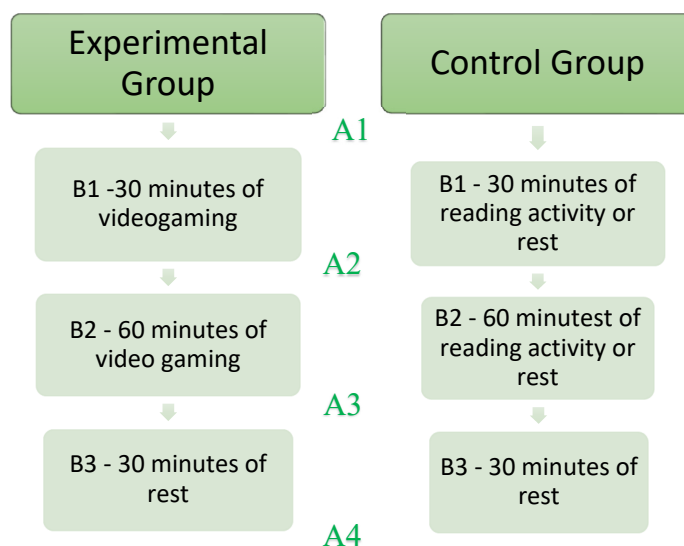 Experimental
Group
Control Group
A1
B1 -30 minutes of
videogaming
B1 - 30 minutes of
reading activity or
rest
A2
B2 - 60 minutes of
video gaming
B2 - 60 minutest of
reading activity or
rest
A3
B3 - 30 minutes of
rest
B3 - 30 minutes of
rest
A4